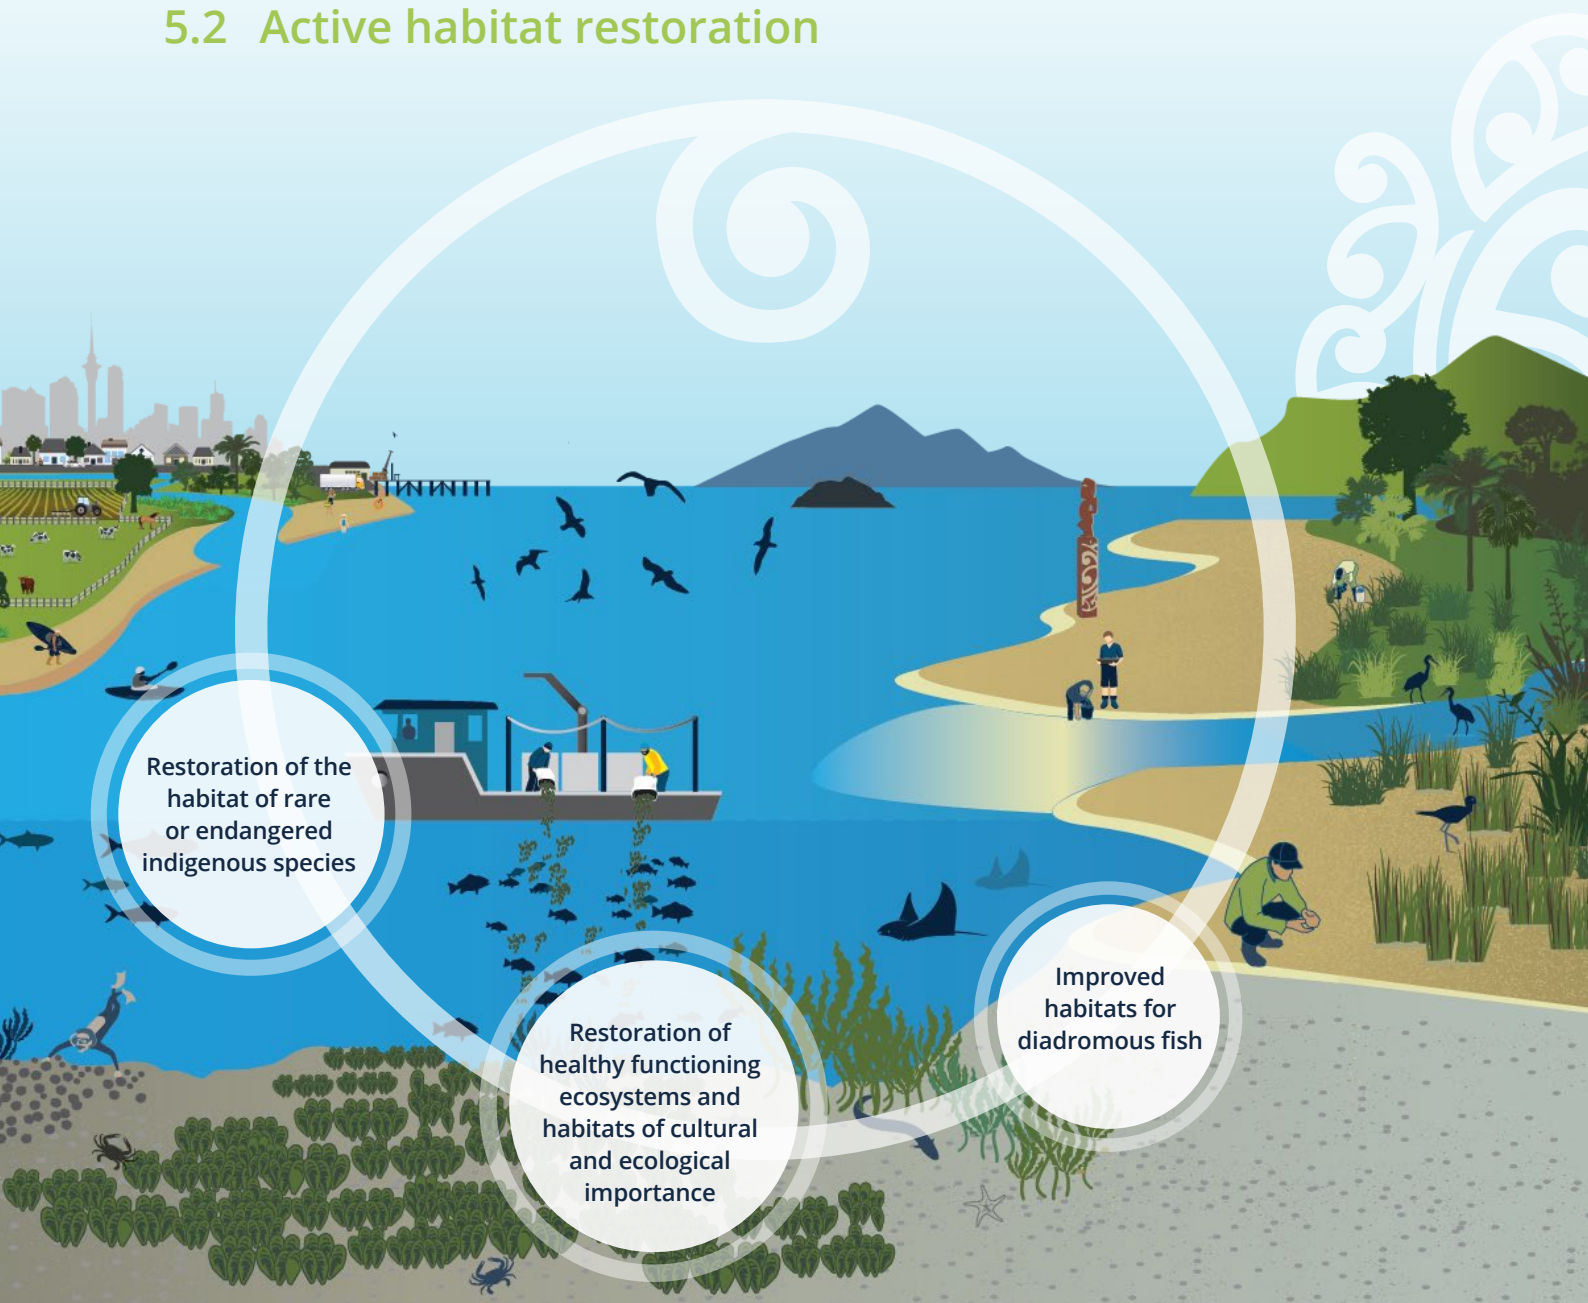 5.2 Active habitat restoration
Restoration of the
habitat of rare
or endangered
indigenous species
Restoration of
healthy functioning
ecosystems and
habitats of cultural
and ecological
importance
Improved
habitats for
diadromous fish